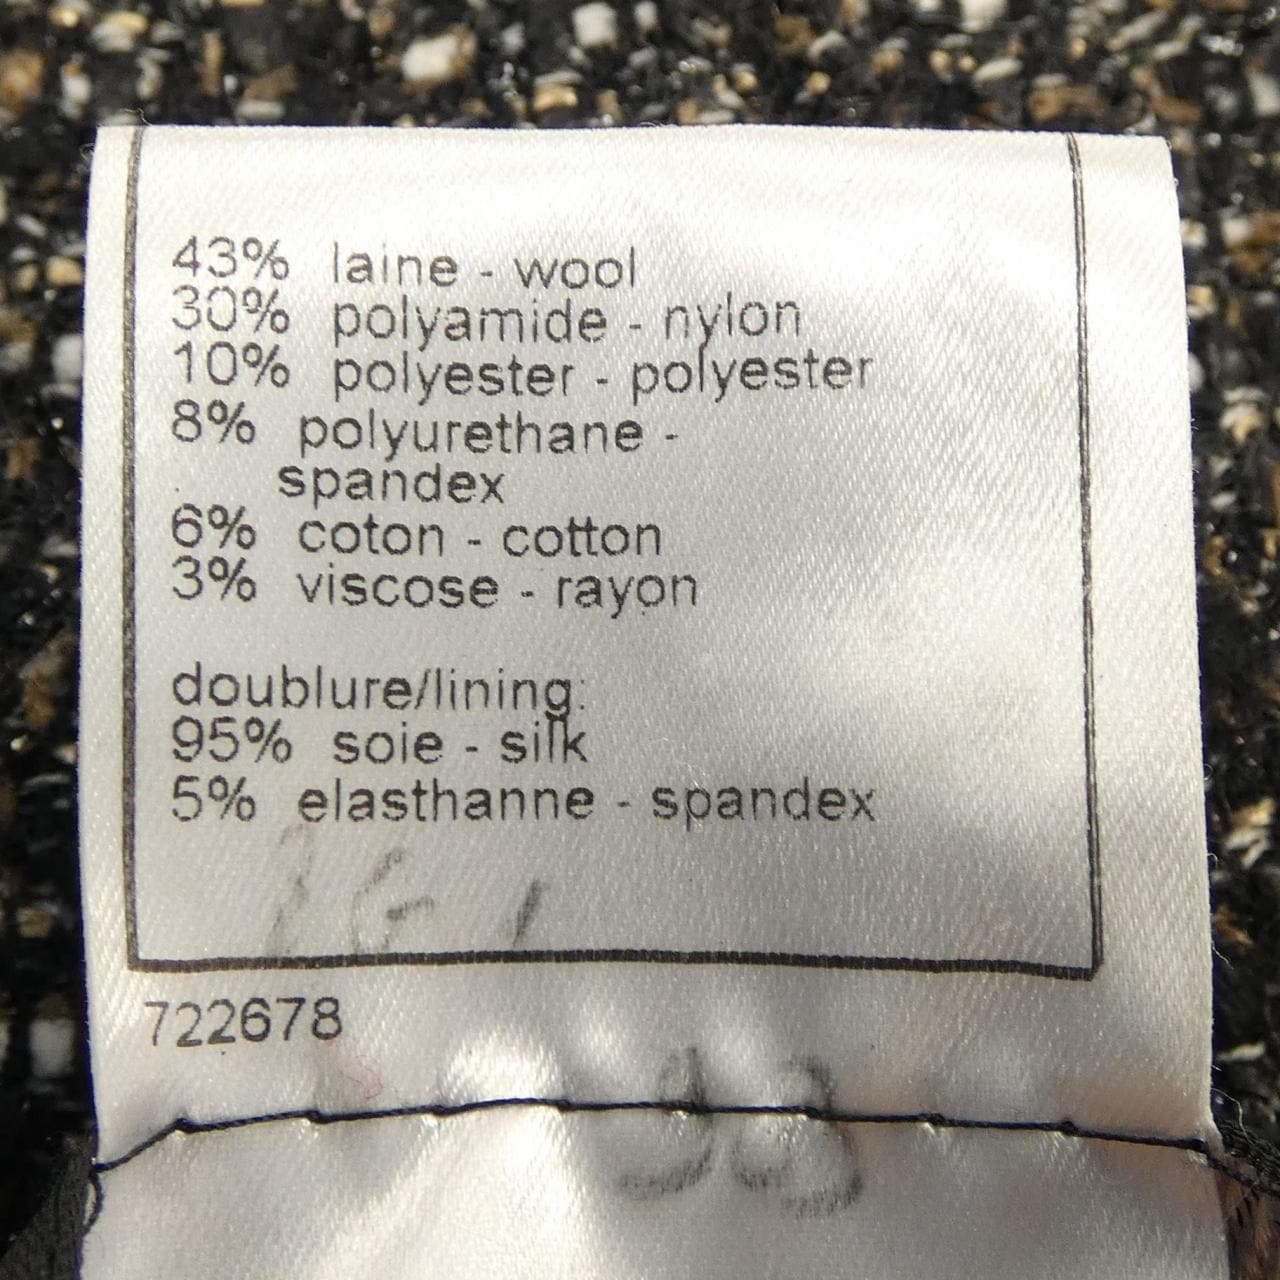 43% laine - wool
30% polyamide - nylon
10% polyester - polyester
8% polyurethane -
spandex
6% coton - cotton
3% viscose - rayon
doublure/lining:
95% soie - silk
5% elasthanne - spandex
722678